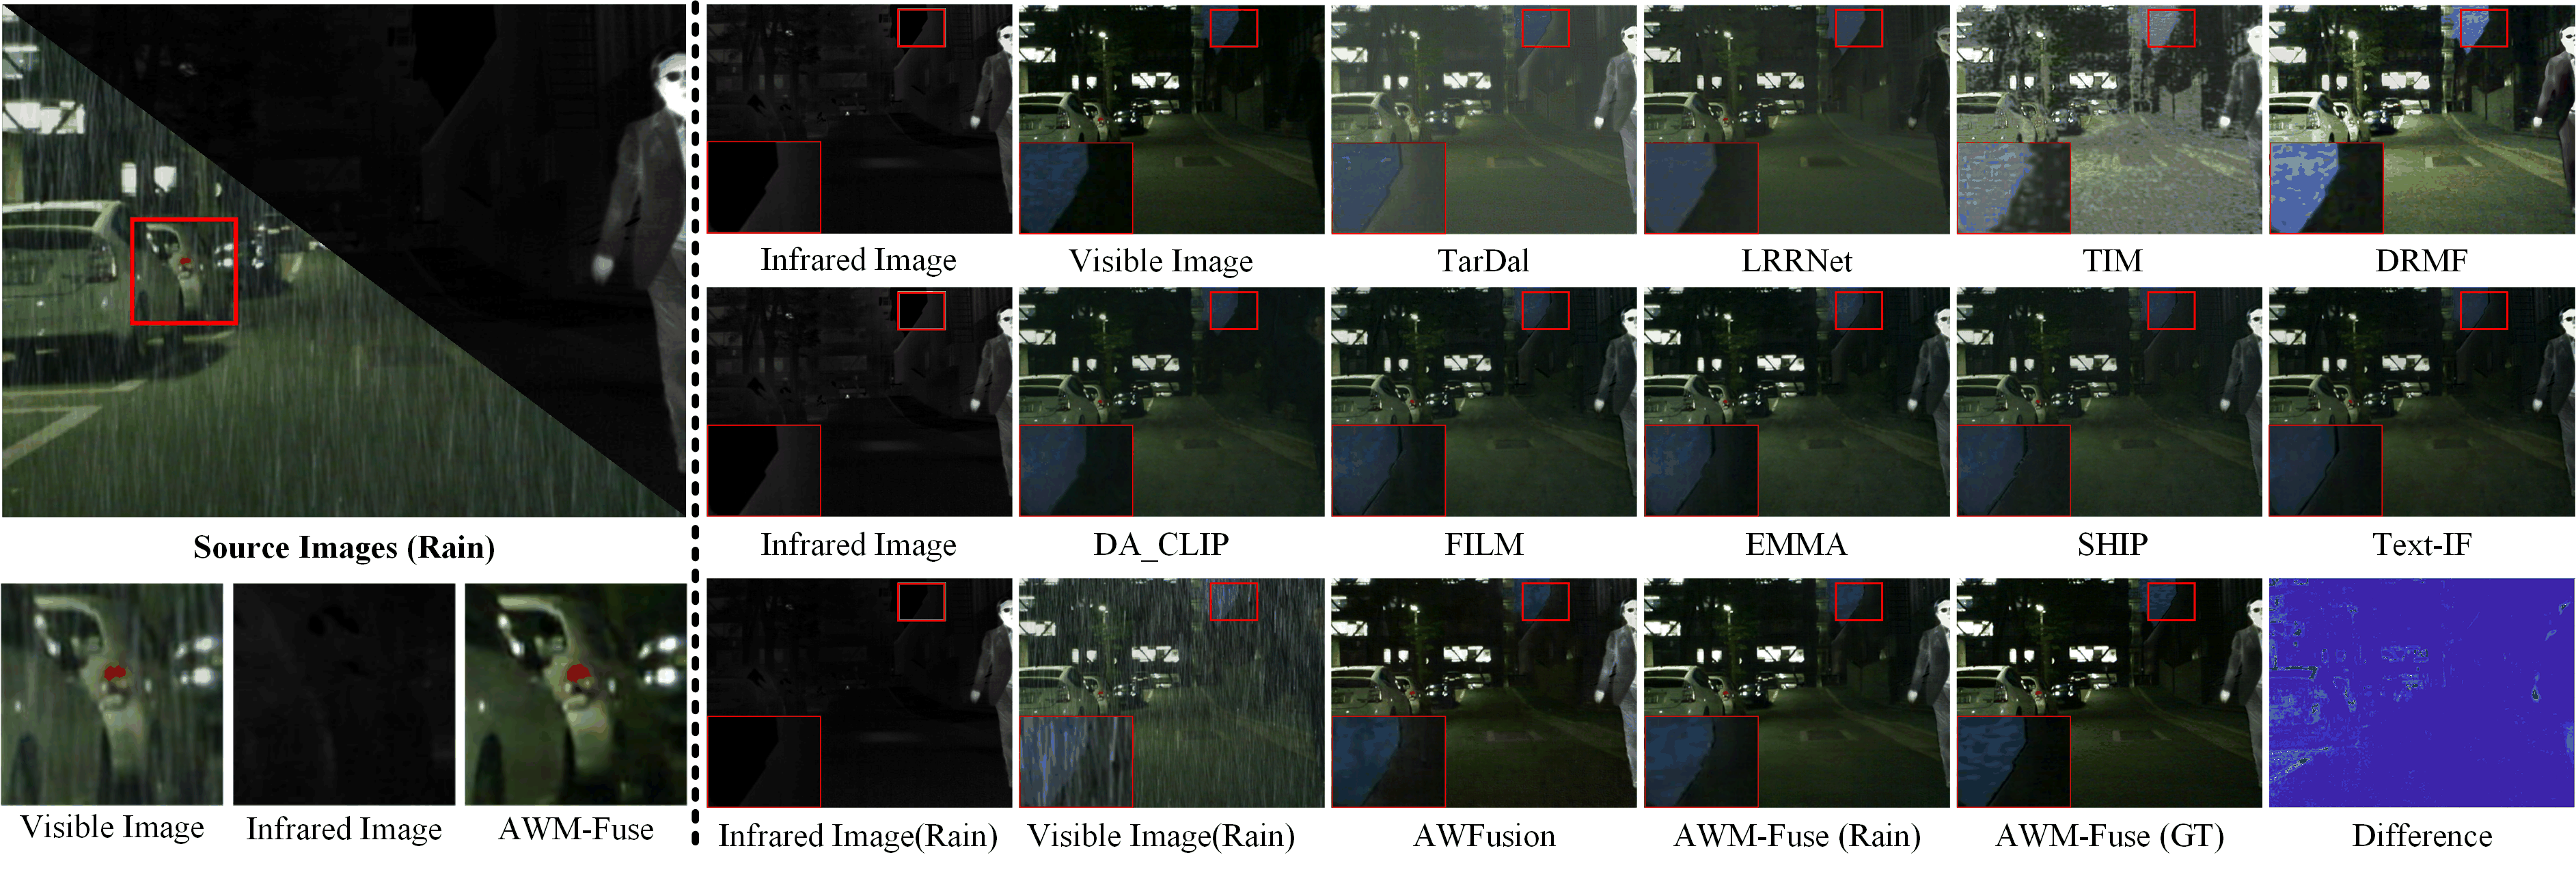 Infrared Image Visible Image TarDal LRRNet TIM DRMF
Source Images (Rain) Infrared Image DA_CLIP FILM EMMA SHIP Text-IF
Visible Image Infrared Image AWM-Fuse Infrared Image(Rain) Visible Image(Rain) AWFusion AWM-Fuse (Rain) AWM-Fuse (GT) Difference